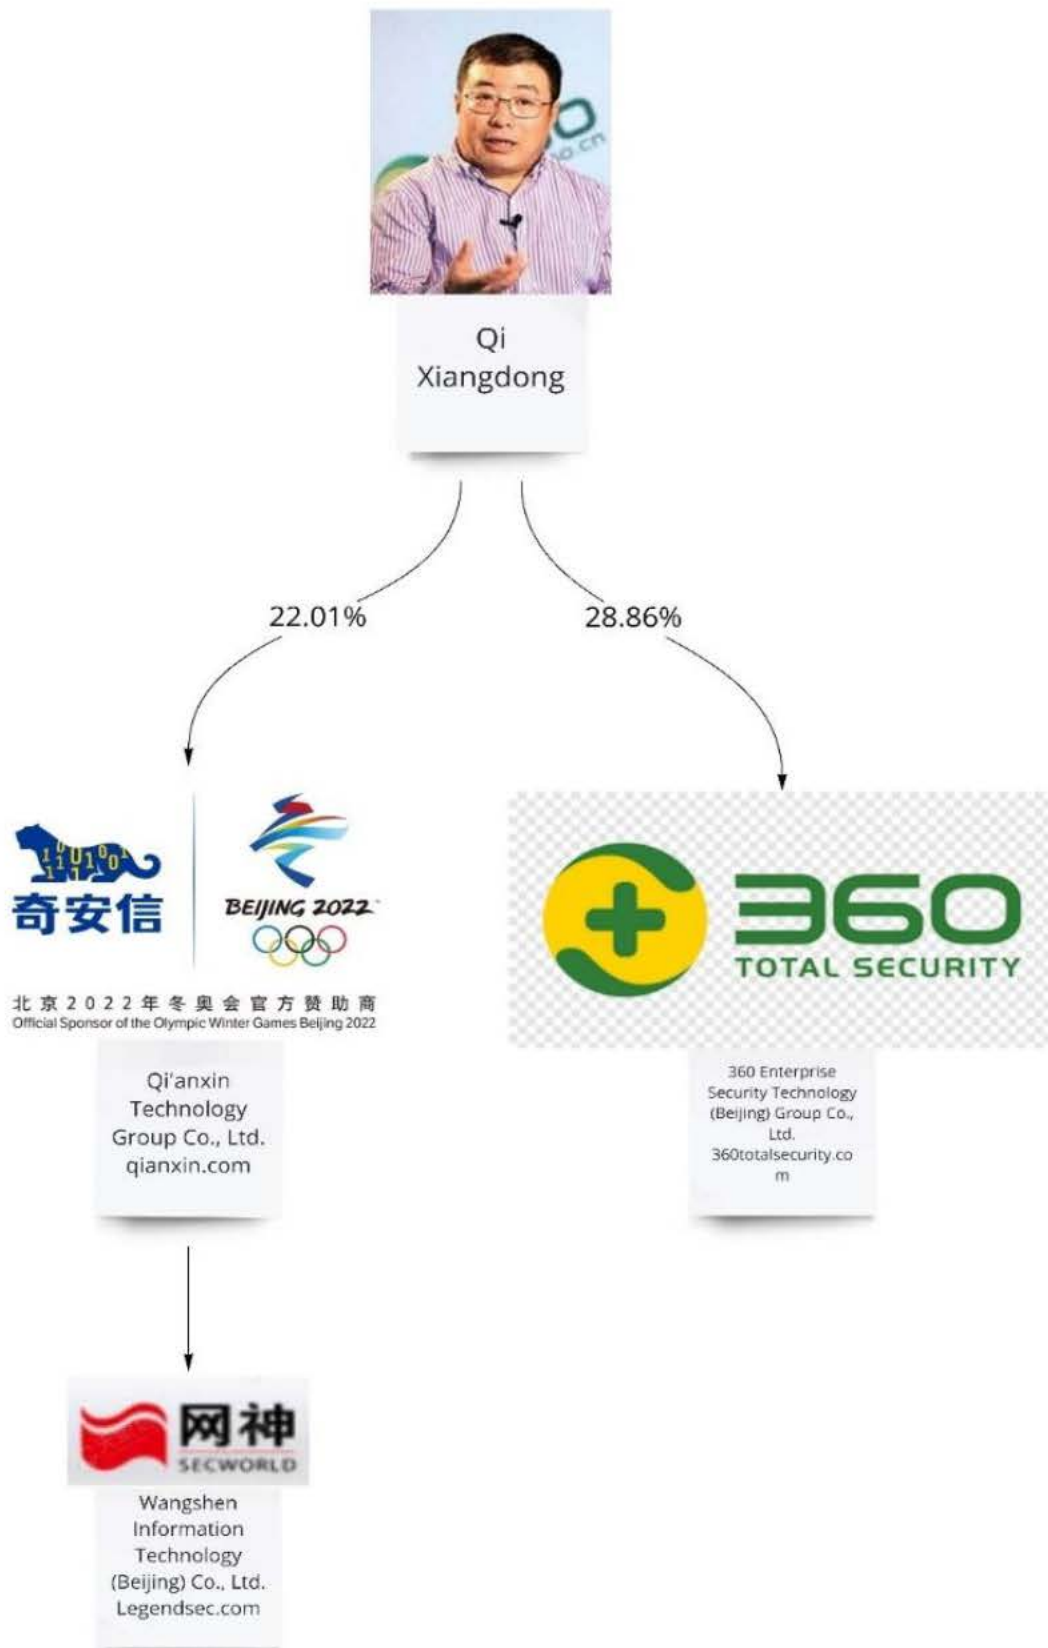 Qi
Xiangdong
22.01%
28.86%
奇安信
BEIJING 2022
北京2022年冬奥会官方赞助商
Official Sponsor of the Olympic Winter Games Beijing 2022
360
TOTAL SECURITY
Qi'anxin
Technology
Group Co., Ltd.
qianxin.com
360 Enterprise
Security Technology
(Beijing) Group Co.,
Ltd.
360totalsecurity.co
m
网神
SECWORLD
Wangshen
Information
Technology
(Beijing) Co., Ltd.
Legendsec.com